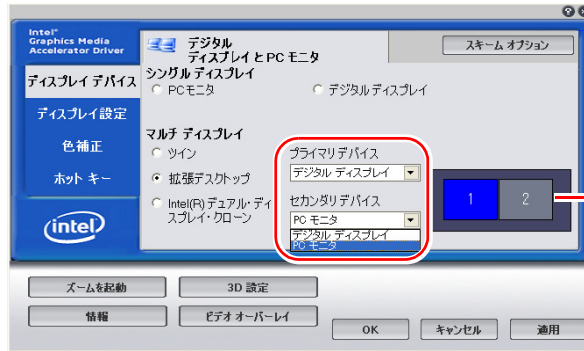 Intel®
Graphics Media
Accelerator Driver
デジタル
ディスプレイ と PC モニタ
スキーム オプション
ディスプレイ デバイス
ディスプレイ設定
色補正
ホット キー
intel
シングル ディスプレイ
PCモニタ
デジタル ディスプレイ
マルチ ディスプレイ
ツイン
拡張デスクトップ
Intel(R) デュアル・ディ
スプレイ・クローン
プライマリ デバイス
デジタル ディスプレイ
セカンダリ デバイス
PC モニタ
デジタル ディスプレイ
PC モニタ
1
2
ズームを起動
3D 設定
情報
ビデオ オーバーレイ
OK
キャンセル
適用